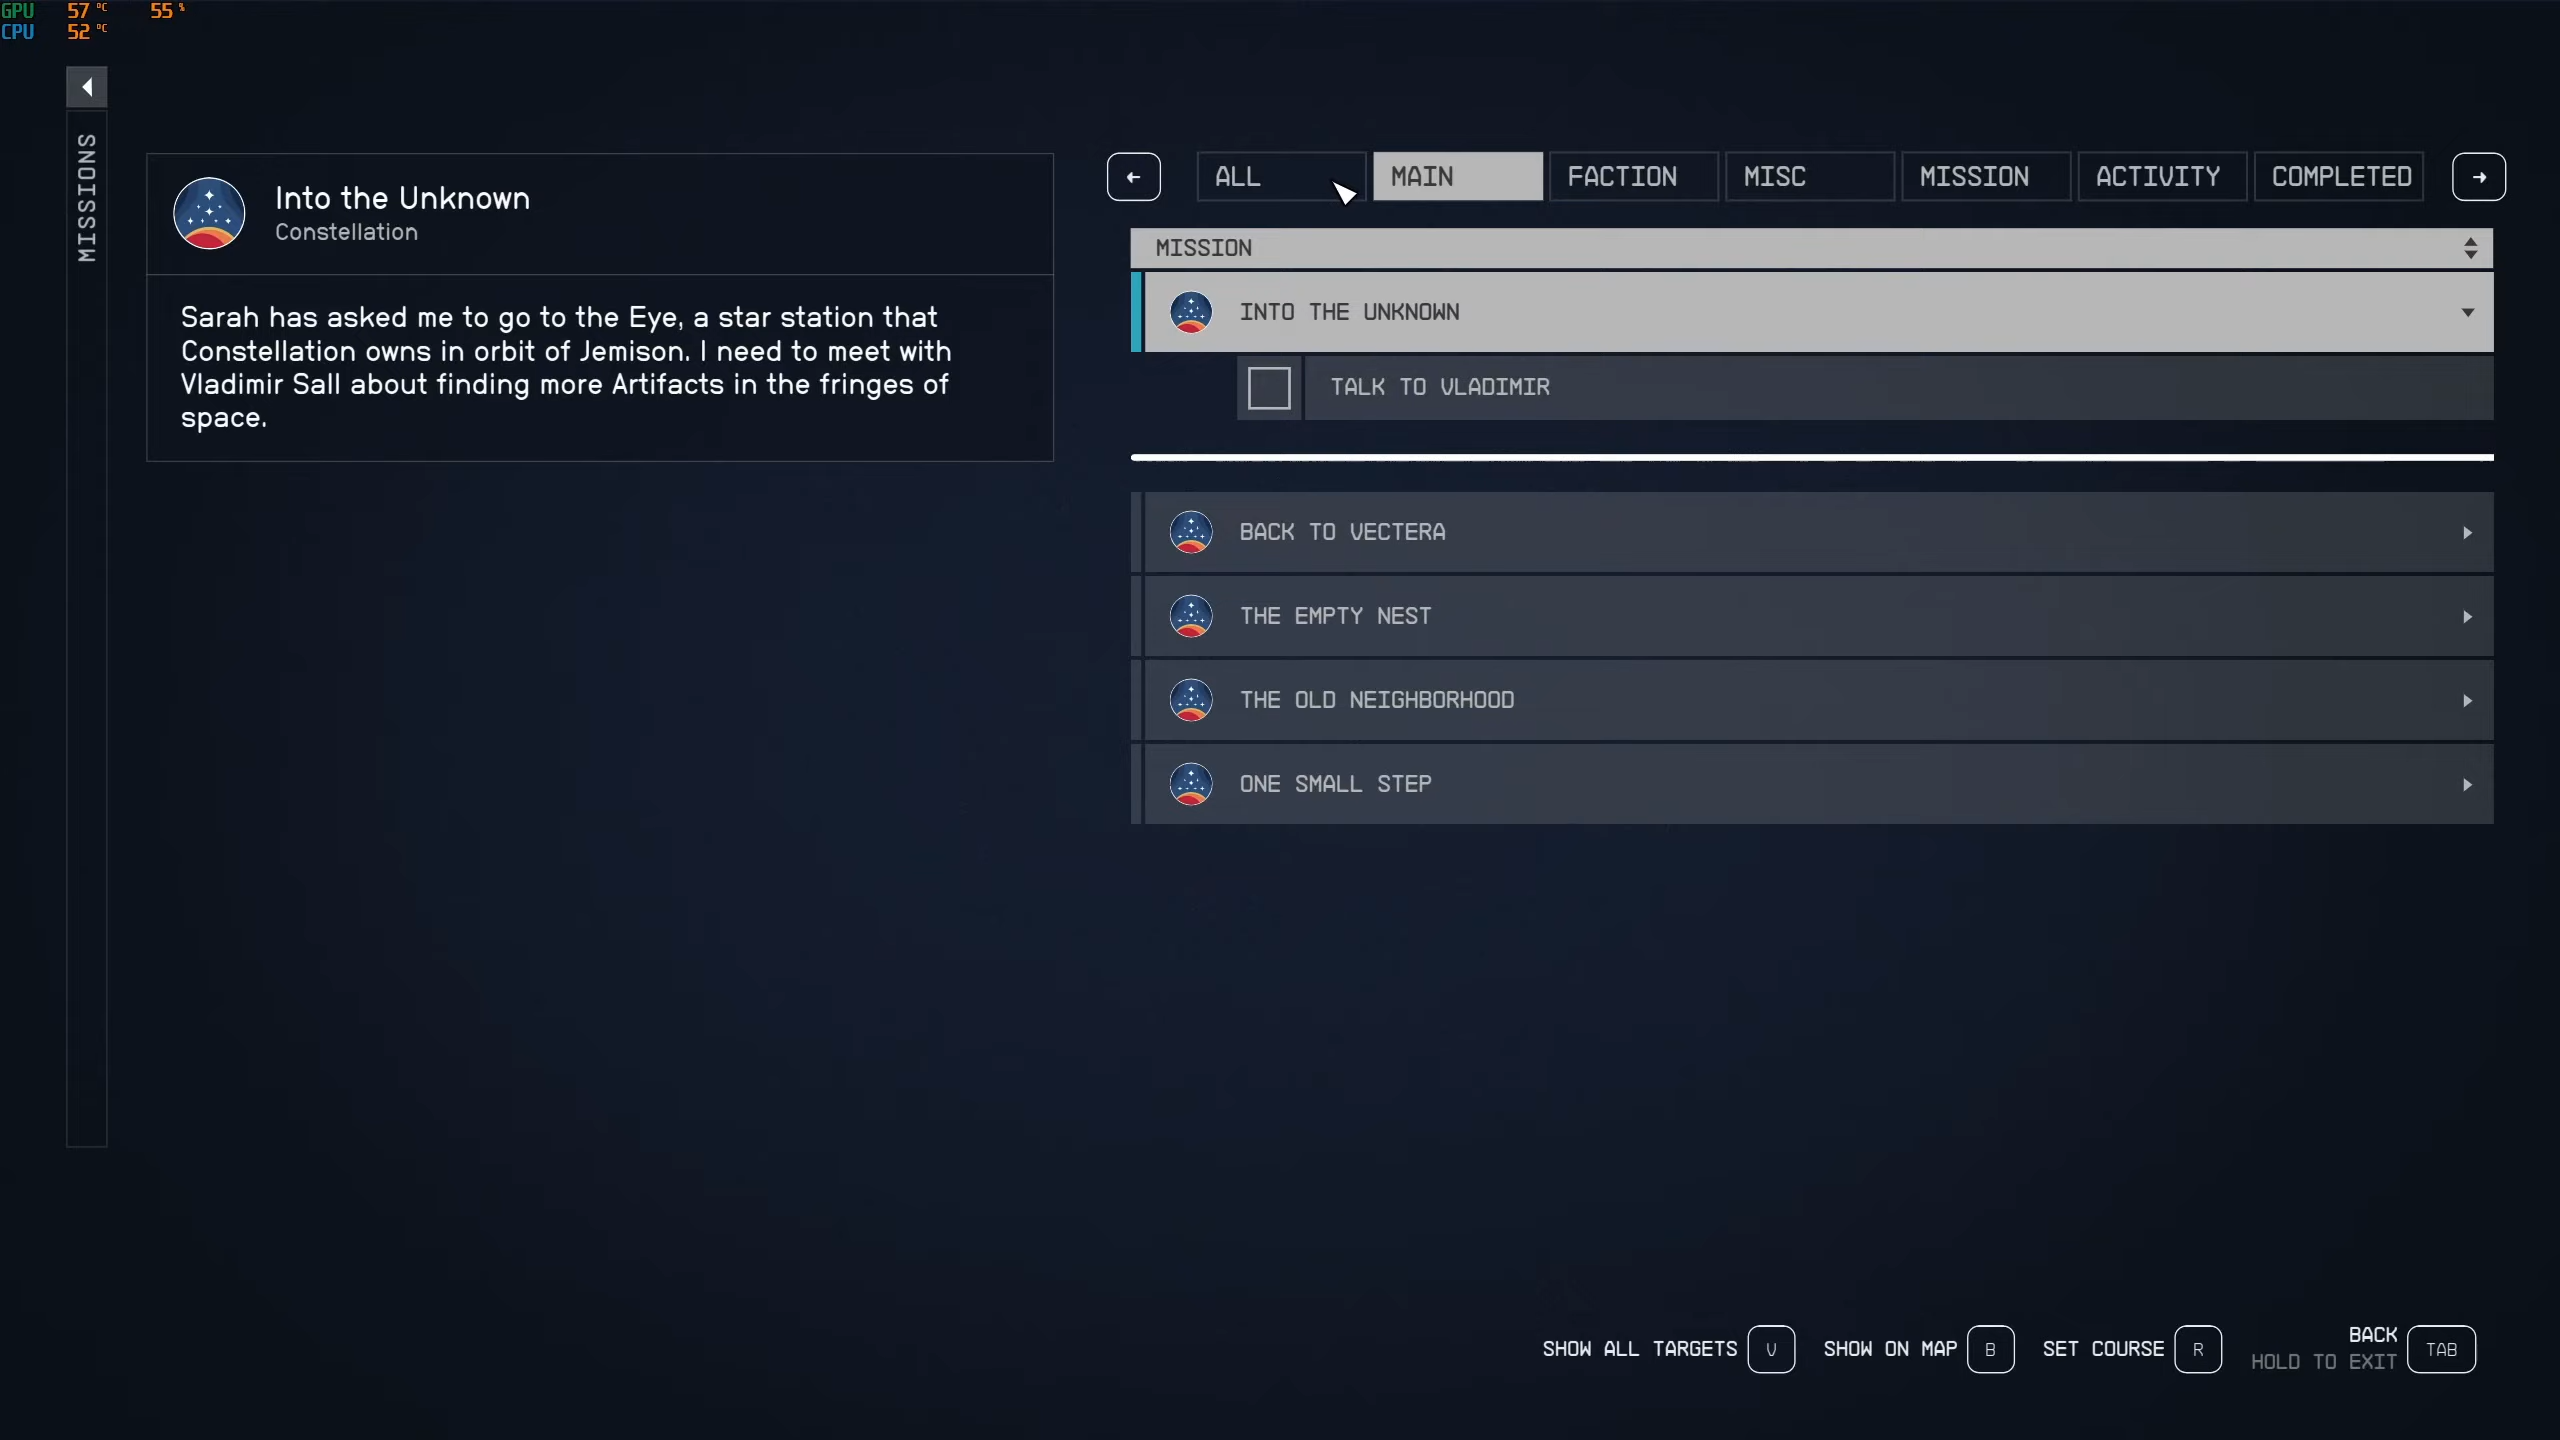 GPU 57 °C 55 %
CPU 52 °C
MISSIONS
Into the Unknown
Constellation
Sarah has asked me to go to the Eye, a star station that
Constellation owns in orbit of Jemison. I need to meet with
Vladimir Sall about finding more Artifacts in the fringes of
space.
ALL MAIN FACTION MISC MISSION ACTIVITY COMPLETED
MISSION
INTO THE UNKNOWN
TALK TO VLADIMIR
BACK TO VECTERA
THE EMPTY NEST
THE OLD NEIGHBORHOOD
ONE SMALL STEP
SHOW ALL TARGETS V SHOW ON MAP B SET COURSE R BACK TAB
HOLD TO EXIT